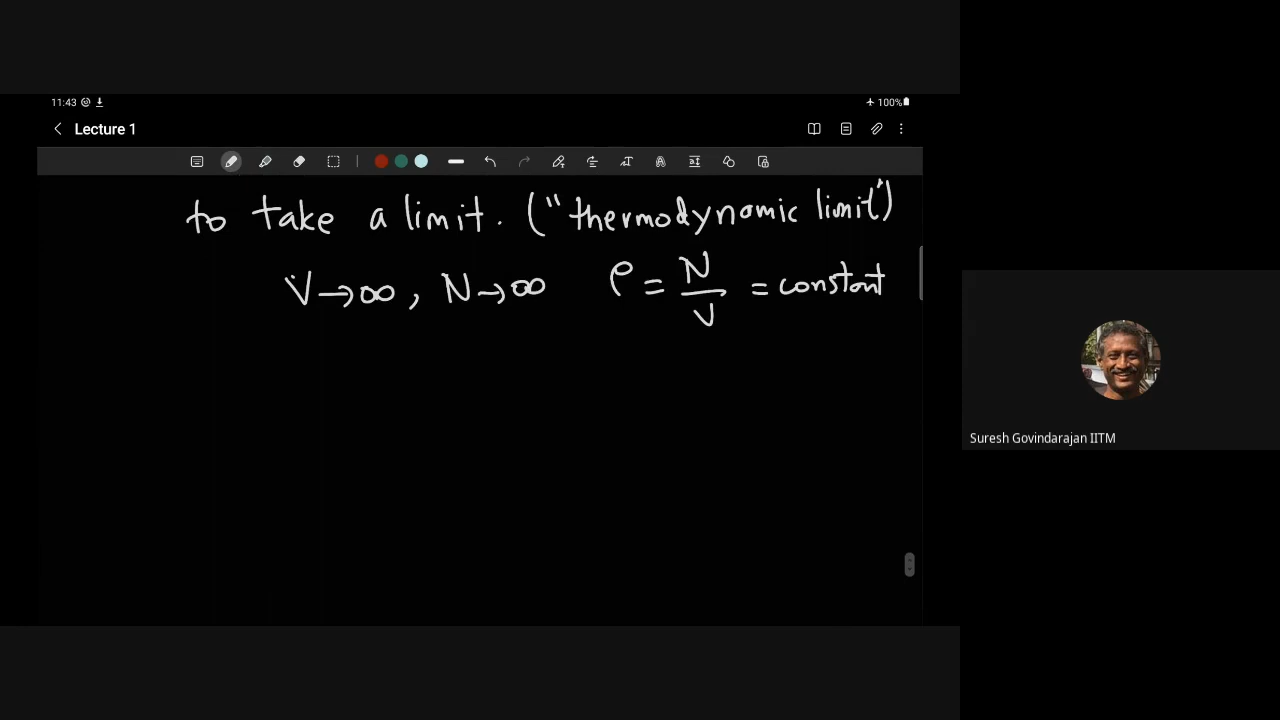 11:43 100%
Lecture 1
to take a limit. ("thermodynamic limit")
V→∞, N→∞ ρ = N/V = constant
Suresh Govindarajan IITM